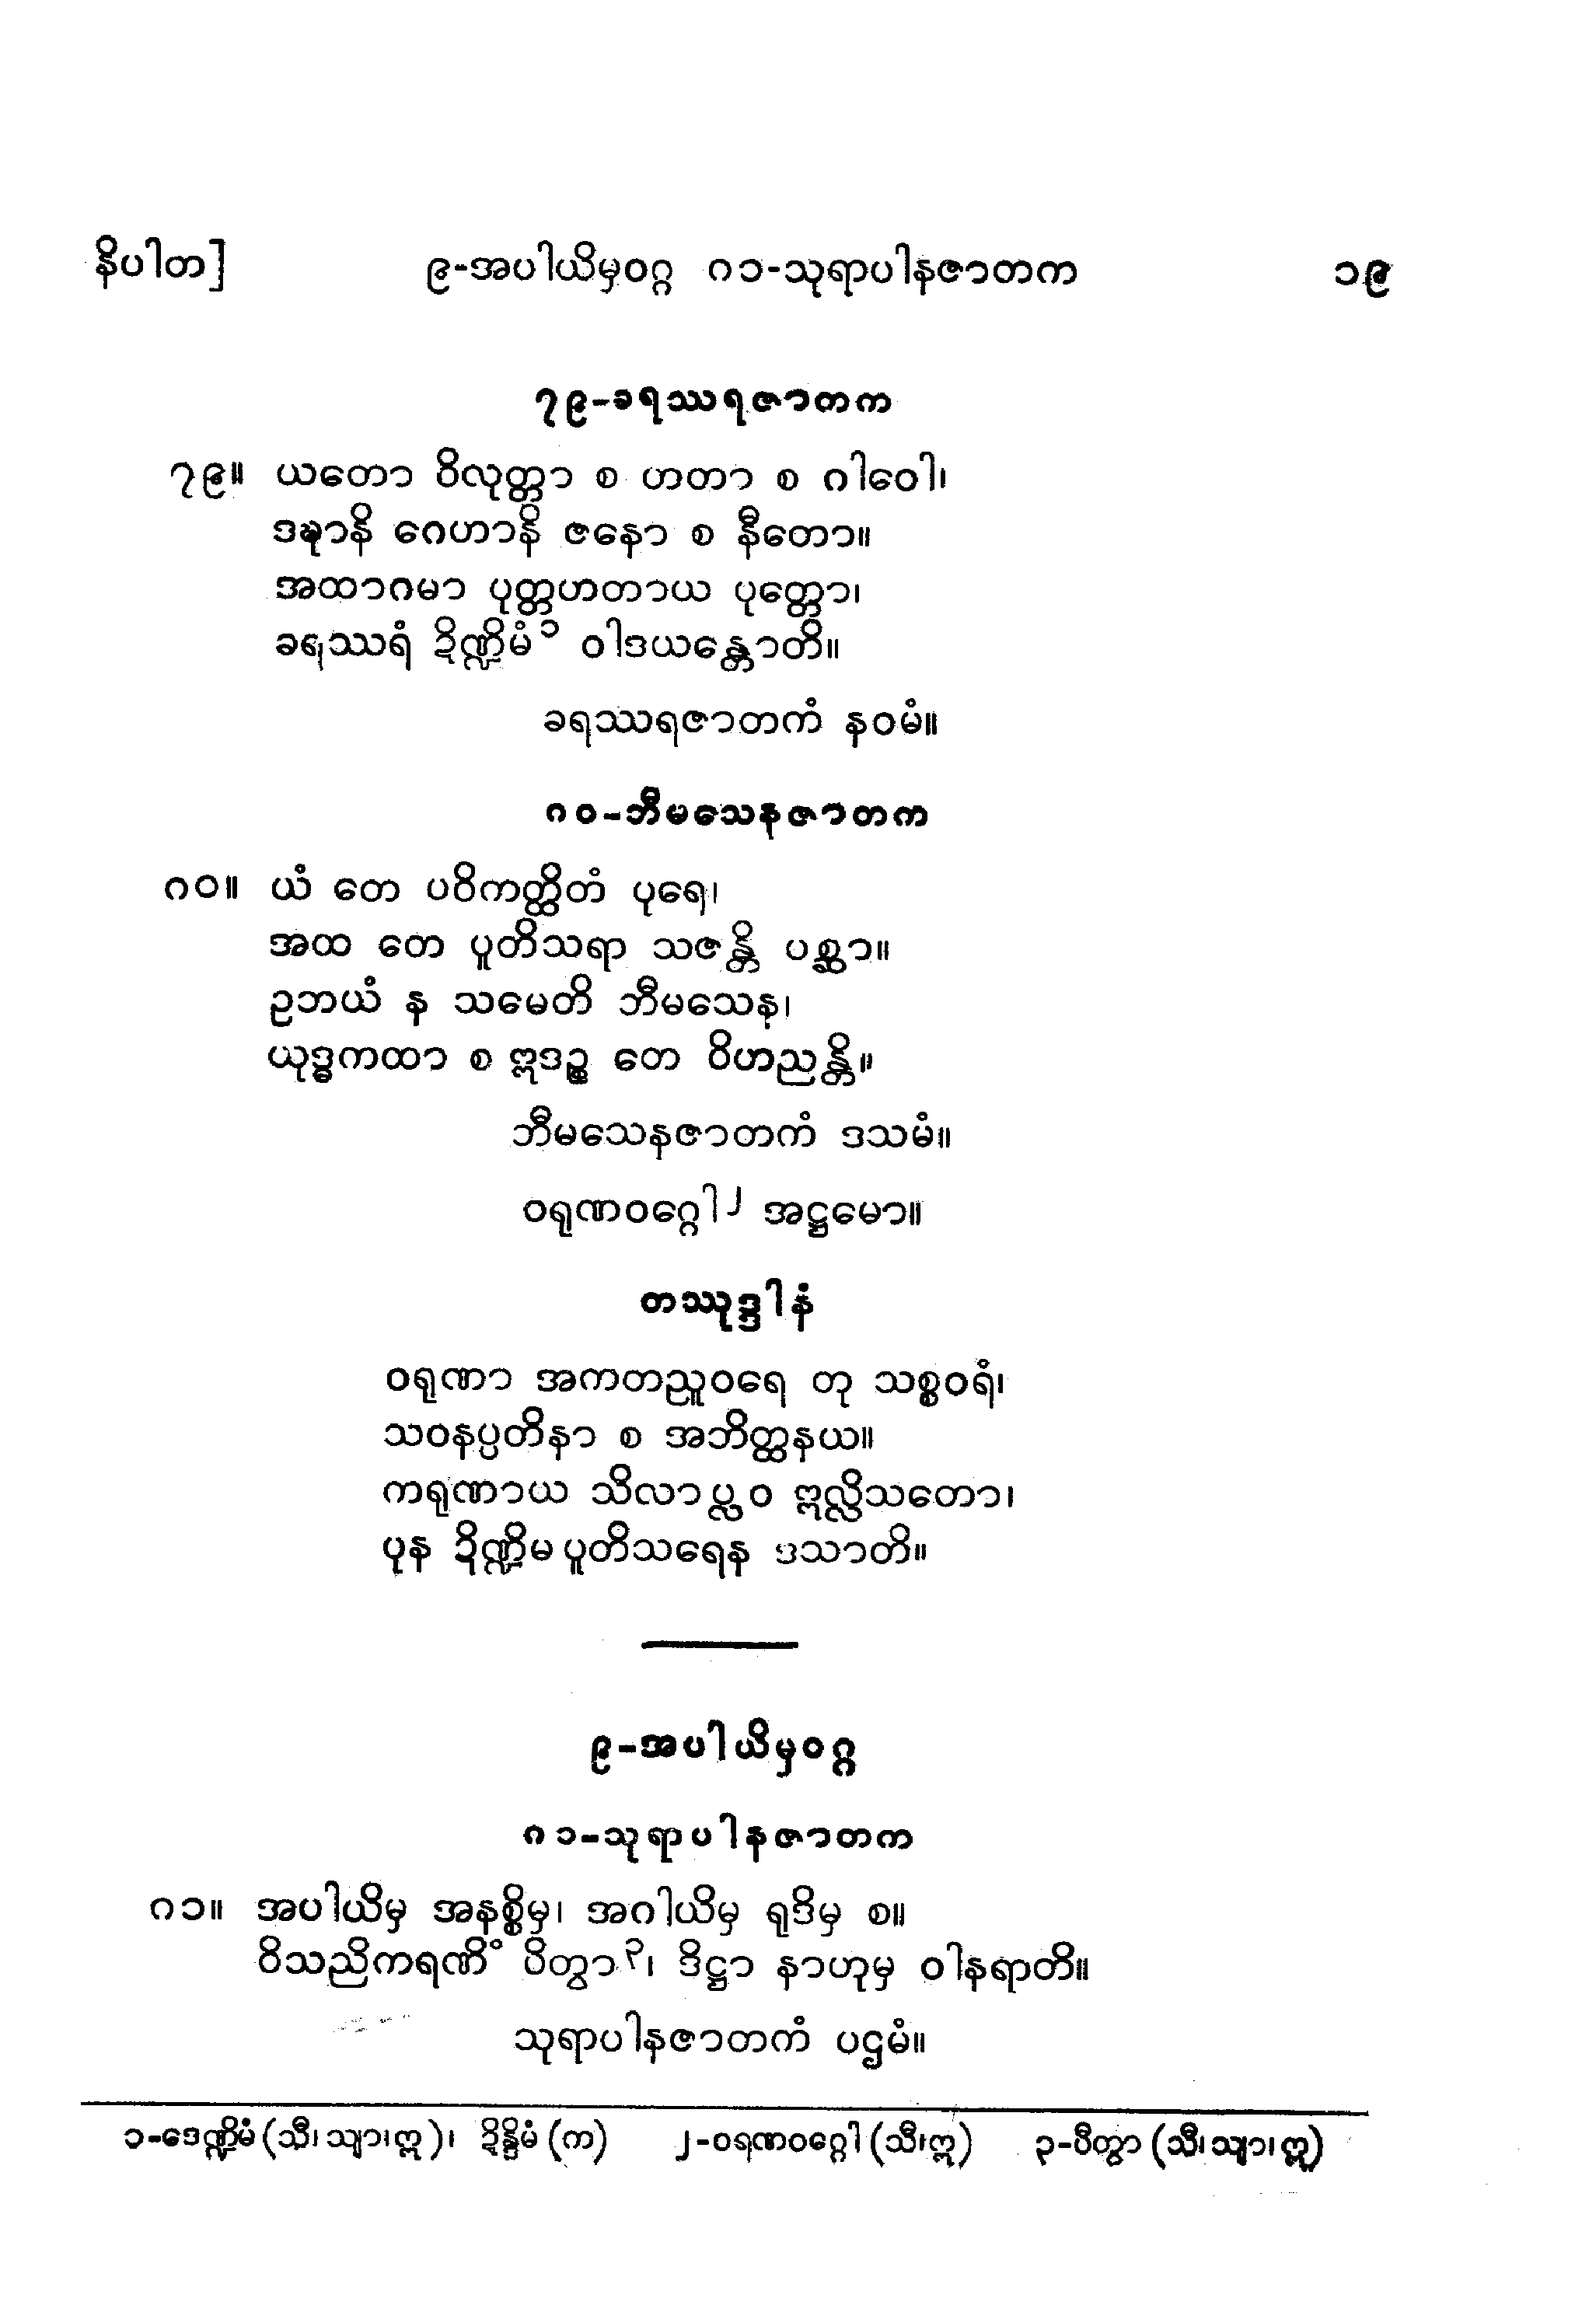 နိပါတ]	၉-အပါယိမှဝဂ္ဂ ၈၁-သုရာပါနဇာတက	၁၉
၇၉-ခရဿရဇာတက
၇၉။ ယတော ဝိလုတ္တာ စ ဟတာ စ ဂါဝေါ၊
ဒဍ္ဎာနိ ဂေဟာနိ ဇနော စ နီတော။
အထာဂမာ ပုတ္တဟတာယ ပုတ္တော၊
ခရဿရံ ဍိဏ္ဍိမံ၁ ဝါဒယန္တောတိ။
ခရဿရဇာတကံ နဝမံ။
၈၀-ဘီမသေနဇာတက
၈၀။ ယံ တေ ပဝိကတ္ထိတံ ပုရေ၊
အထ တေ ပူတိသရာ သဇန္တိ ပစ္ဆာ။
ဥဘယံ န သမေတိ ဘီမသေန၊
ယုဒ္ဓကထာ စ ဣဒဉ္စ တေ ဝိဟညန္တိ။
ဘီမသေနဇာတကံ ဒသမံ။
ဝရုဏဝဂ္ဂေါ၂ အဋ္ဌမော။
တဿုဒ္ဒါနံ
ဝရုဏာ အကတညူဝရေ တု သစ္စဝရံ၊
သဝနပ္ပတိနာ စ အဘိတ္ထနယ။
ကရုဏာယ သိလာပ္လဝ ဣလ္လိသတော၊
ပုန ဍိဏ္ဍိမပူတိသရေန ဒသာတိ။
၉-အပါယိမှဝဂ္ဂ
၈၁-သုရာပါနဇာတက
၈၁။ အပါယိမှ အနစ္စိမှ၊ အဂါယိမှ ရုဒိမှ စ။
ဝိသညိကရဏိံ ပိတွာ၃၊ ဒိဋ္ဌာ နာဟုမှ ဝါနရာတိ။
သုရာပါနဇာတကံ ပဌမံ။
၁-ဒေဏ္ဍိမံ (သီ၊ သျာ၊ ဣ)၊ ဍိန္ဒိမံ (က)	၂-ဝရဏဝဂ္ဂေါ (သီ၊ ဣ)	၃-ပီတွာ (သီ၊ သျာ၊ ဣ)